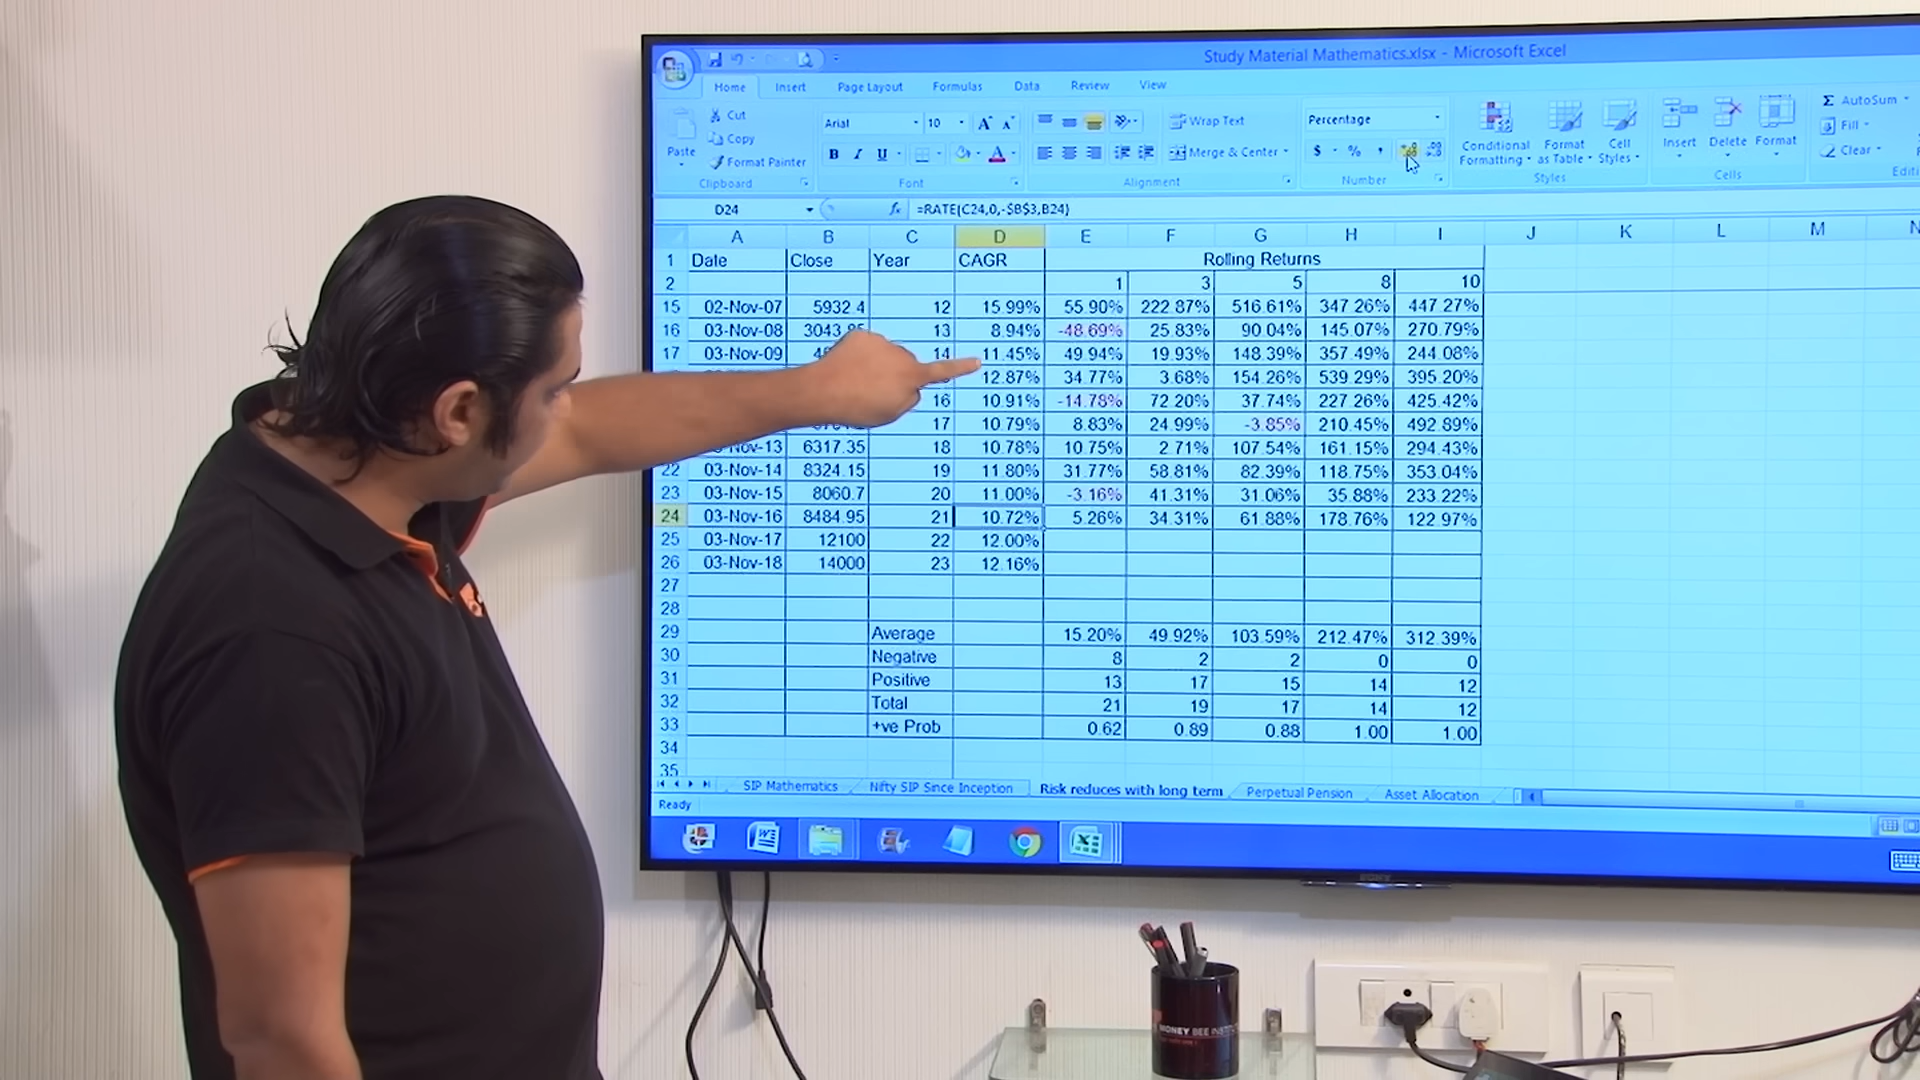 Study Material Mathematics.xlsx - Microsoft Excel
Home Insert Page Layout Formulas Data Review View
Paste Cut Copy Format Painter Clipboard
Arial 10 A A
B I U A Font
Wrap Text
Merge & Center
Alignment
Percentage
$ % ,
Number
Conditional Formatting Format as Table Cell Styles
Styles
Insert Delete Format
Cells
Σ AutoSum
Fill
Clear
Editi
D24 fx =RATE(C24,0,-$B$3,B24)
A B C D E F G H I J K L M N
1 Date Close Year CAGR Rolling Returns
2 1 3 5 8 10
15 02-Nov-07 5932.4 12 15.99% 55.90% 222.87% 516.61% 347.26% 447.27%
16 03-Nov-08 3043.85 13 8.94% -48.69% 25.83% 90.04% 145.07% 270.79%
17 03-Nov-09 14 11.45% 49.94% 19.93% 148.39% 357.49% 244.08%
12.87% 34.77% 3.68% 154.26% 539.29% 395.20%
16 10.91% -14.78% 72.20% 37.74% 227.26% 425.42%
17 10.79% 8.83% 24.99% -3.85% 210.45% 492.89%
-Nov-13 6317.35 18 10.78% 10.75% 2.71% 107.54% 161.15% 294.43%
22 03-Nov-14 8324.15 19 11.80% 31.77% 58.81% 82.39% 118.75% 353.04%
23 03-Nov-15 8060.7 20 11.00% -3.16% 41.31% 31.06% 35.88% 233.22%
24 03-Nov-16 8484.95 21 10.72% 5.26% 34.31% 61.88% 178.76% 122.97%
25 03-Nov-17 12100 22 12.00%
26 03-Nov-18 14000 23 12.16%
27
28
29 Average 15.20% 49.92% 103.59% 212.47% 312.39%
30 Negative 8 2 2 0 0
31 Positive 13 17 15 14 12
32 Total 21 19 17 14 12
33 +ve Prob 0.62 0.89 0.88 1.00 1.00
34
35
SIP Mathematics Nifty SIP Since Inception Risk reduces with long term Perpetual Pension Asset Allocation
Ready
SONY
MONEY BEE INSTIT